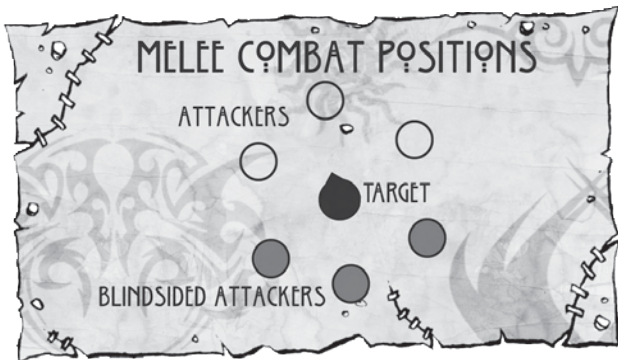 MELEE COMBAT POSITIONS
ATTACKERS
TARGET
BLINDSIDED ATTACKERS